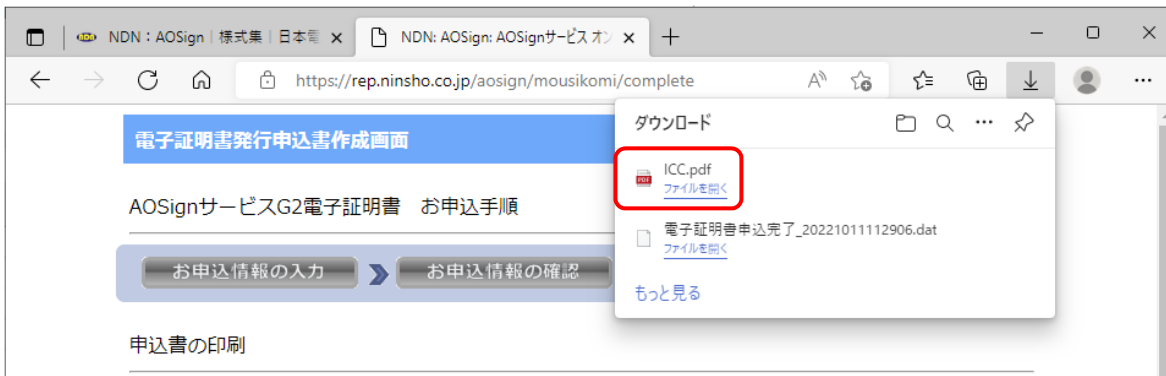 NDN：AOSign｜様式集｜日本電
NDN: AOSign: AOSignサービス オン
https://rep.ninsho.co.jp/aosign/mousikomi/complete
ダウンロード
ICC.pdf
ファイルを開く
電子証明書申込完了_20221011112906.dat
ファイルを開く
もっと見る
電子証明書発行申込書作成画面
AOSignサービスG2電子証明書　お申込手順
お申込情報の入力
お申込情報の確認
申込書の印刷